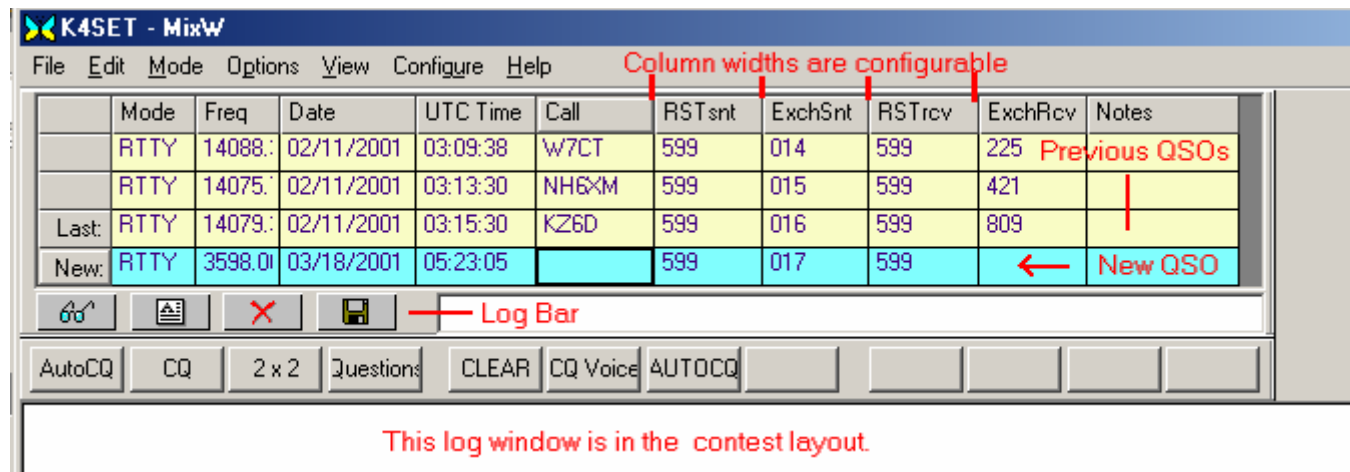 K4SET - MixW
File Edit Mode Options View Configure Help Column widths are configurable
Mode Freq Date UTC Time Call RSTsnt ExchSnt RSTrcv ExchRcv Notes
RTTY 14088. 02/11/2001 03:09:38 W7CT 599 014 599 225 Previous QSOs
RTTY 14075. 02/11/2001 03:13:30 NH6XM 599 015 599 421
Last: RTTY 14079. 02/11/2001 03:15:30 KZ6D 599 016 599 809
New: RTTY 3598.0 03/18/2001 05:23:05 599 017 599 New QSO
Log Bar
AutoCQ CQ 2 x 2 Questions CLEAR CQ Voice AUTOCQ
This log window is in the contest layout.